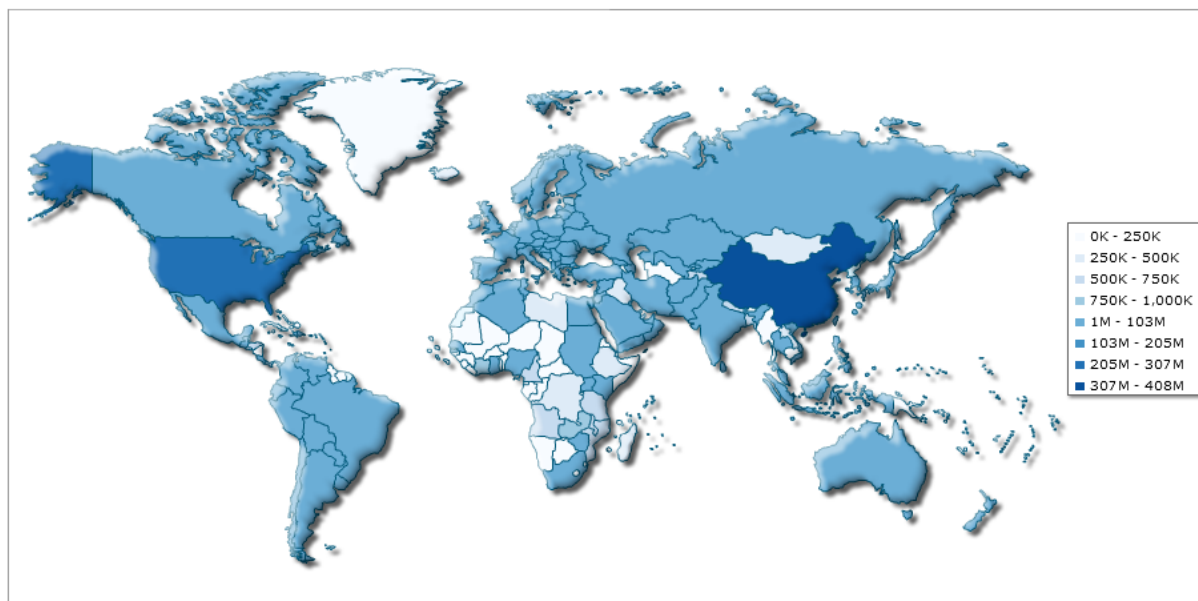 0K - 250K
250K - 500K
500K - 750K
750K - 1,000K
1M - 103M
103M - 205M
205M - 307M
307M - 408M